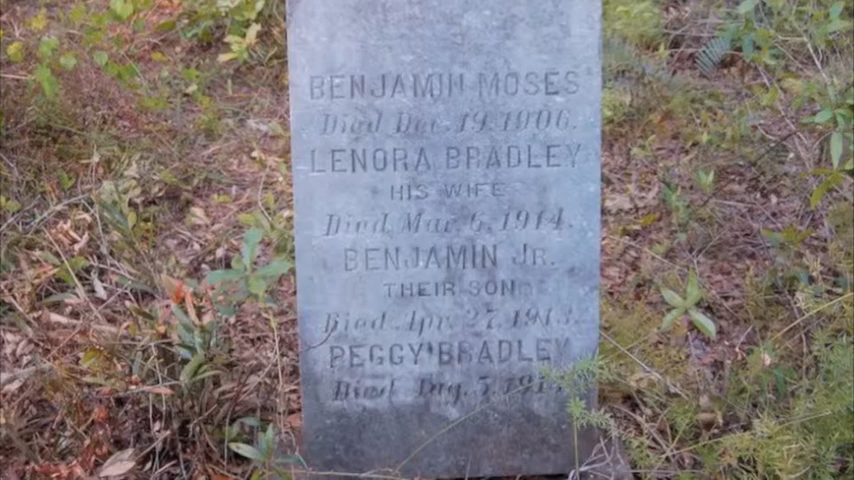 BENJAMIN MOSES
Died Dec. 19. 1906.
LENORA BRADLEY
HIS WIFE
Died Mar. 6. 1914.
BENJAMIN JR.
THEIR SON
Died Apr. 27. 1913.
PEGGY BRADLEY
Died Aug.